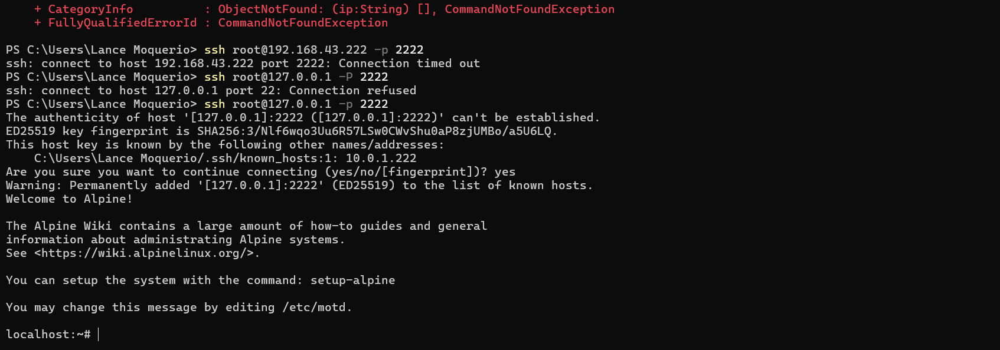 + CategoryInfo          : ObjectNotFound: (ip:String) [], CommandNotFoundException
    + FullyQualifiedErrorId : CommandNotFoundException
PS C:\Users\Lance Moquerio> ssh root@192.168.43.222 -p 2222
ssh: connect to host 192.168.43.222 port 2222: Connection timed out
PS C:\Users\Lance Moquerio> ssh root@127.0.0.1 -P 2222
ssh: connect to host 127.0.0.1 port 22: Connection refused
PS C:\Users\Lance Moquerio> ssh root@127.0.0.1 -p 2222
The authenticity of host '[127.0.0.1]:2222 ([127.0.0.1]:2222)' can't be established.
ED25519 key fingerprint is SHA256:3/Nlf6wqo3Uu6R57LSw0CWvShu0aP8zjUMBo/a5U6LQ.
This host key is known by the following other names/addresses:
    C:\Users\Lance Moquerio/.ssh/known_hosts:1: 10.0.1.222
Are you sure you want to continue connecting (yes/no/[fingerprint])? yes
Warning: Permanently added '[127.0.0.1]:2222' (ED25519) to the list of known hosts.
Welcome to Alpine!
The Alpine Wiki contains a large amount of how-to guides and general
information about administrating Alpine systems.
See <https://wiki.alpinelinux.org/>.
You can setup the system with the command: setup-alpine
You may change this message by editing /etc/motd.
localhost:~#